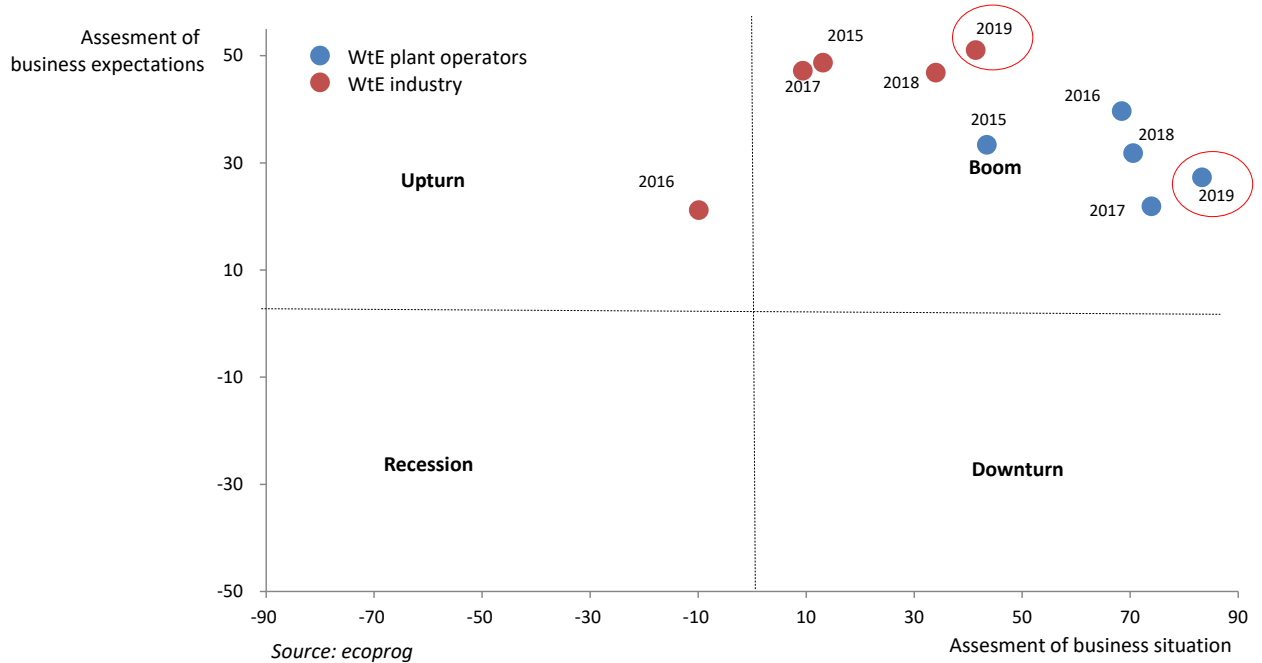 Assesment of
business expectations
WtE plant operators
WtE industry
2015
2019
2017
2018
2016
2015
2018
2016
2019
2017
Upturn
Boom
Recession
Downturn
50
30
10
-10
-30
-50
-90
-70
-50
-30
-10
10
30
50
70
90
Assesment of business situation
Source: ecoprog